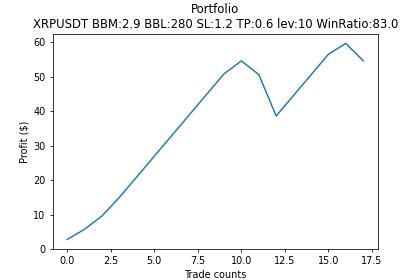 Portfolio
XRPUSDT BBM:2.9 BBL:280 SL:1.2 TP:0.6 lev:10 WinRatio:83.0
60
50
40
30
20
10
0
Profit ($)
0.0 2.5 5.0 7.5 10.0 12.5 15.0 17.5
Trade counts